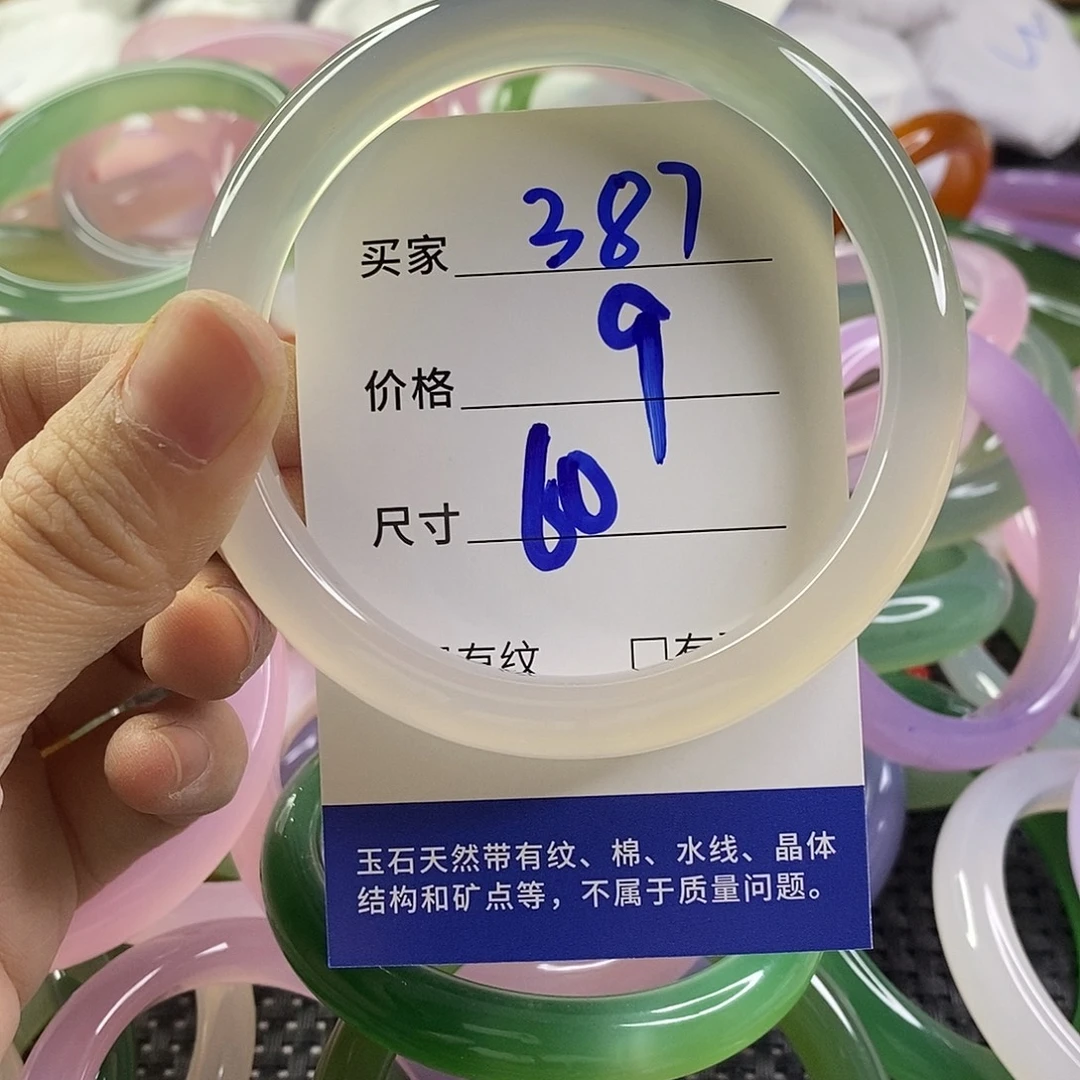 买家 387
价格 9
尺寸 60
有纹 □有
玉石天然带有纹、棉、水线、晶体
结构和矿点等，不属于质量问题。